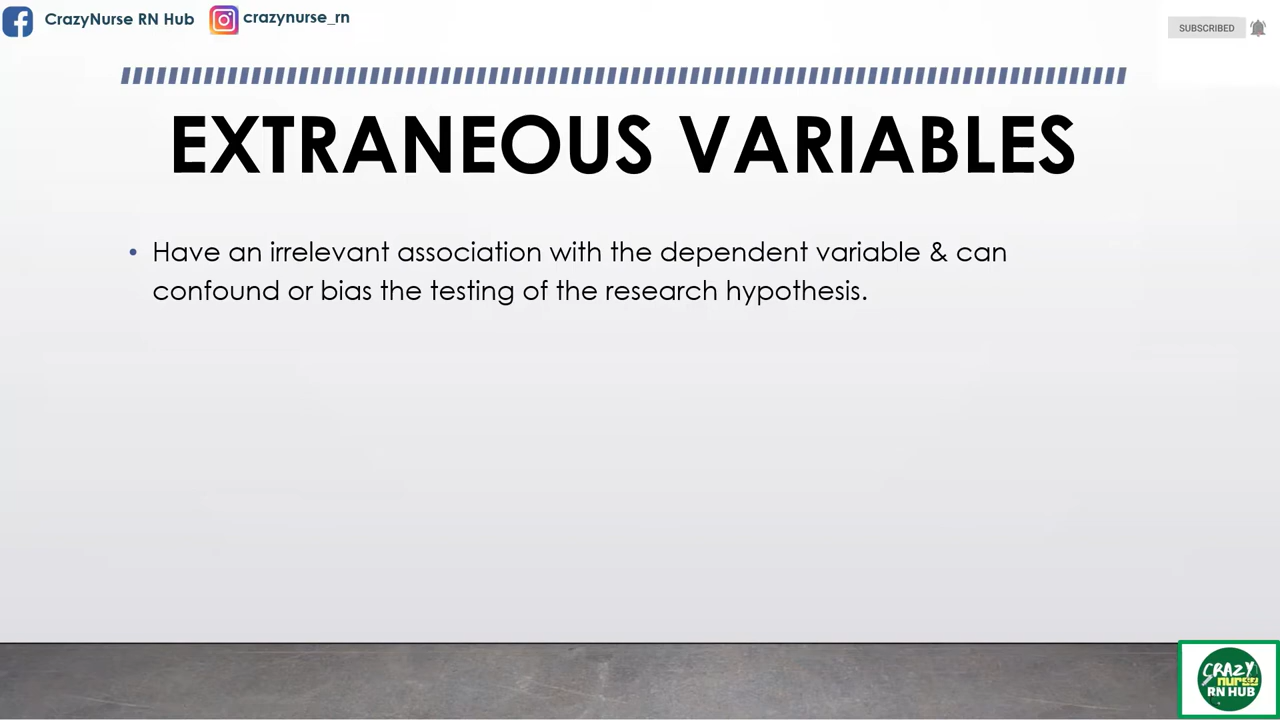 CrazyNurse RN Hub crazynurse_rn
SUBSCRIBED
EXTRANEOUS VARIABLES
• Have an irrelevant association with the dependent variable & can
confound or bias the testing of the research hypothesis.
CRAZY
nurse
RN HUB